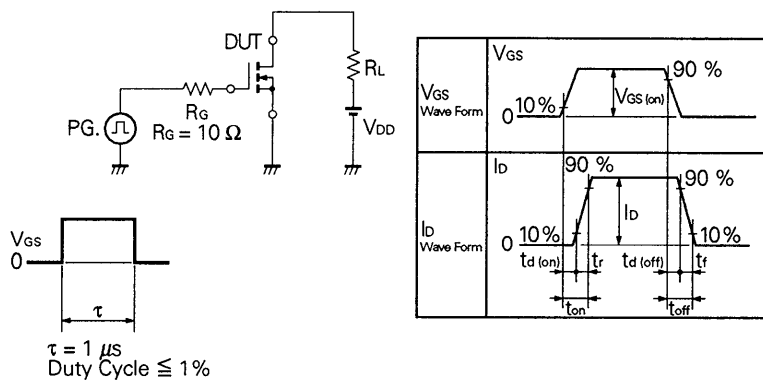 DUT
RL
RG
PG.
RG = 10 Ω
VDD
VGS
0
τ
τ = 1 μs
Duty Cycle ≦ 1%
VGS
Wave Form
VGS
10%
0
VGS (on)
90 %
ID
Wave Form
ID
90 %
90 %
10%
0
ID
10%
td (on)
tr
td (off)
tf
ton
toff